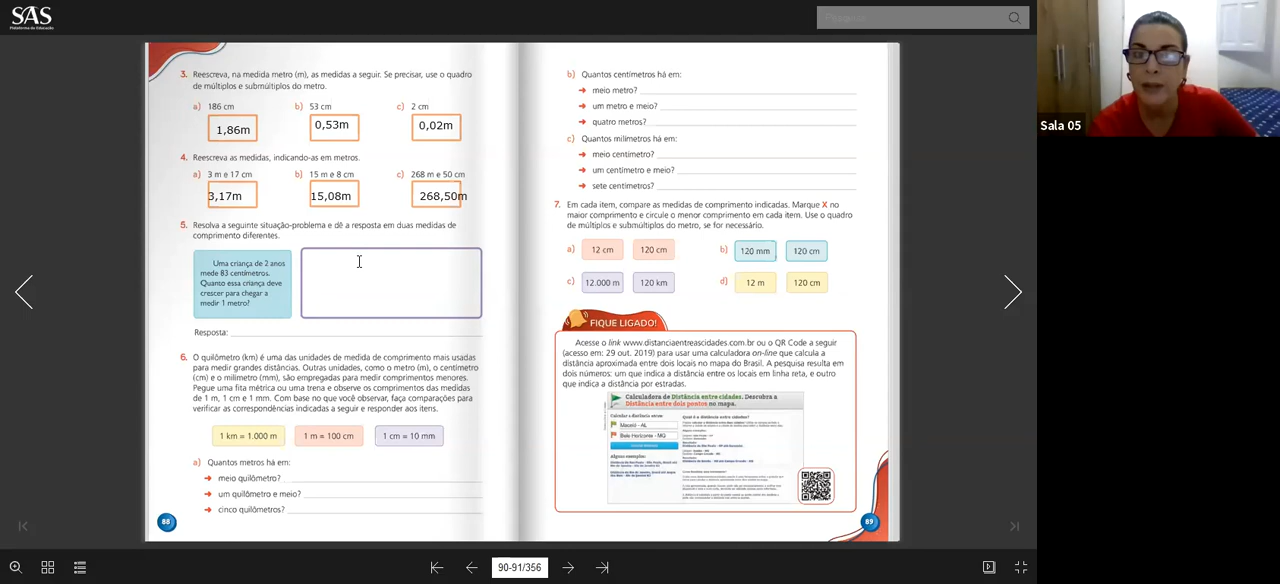 SAS
Plataforma de Educação
3. Reescreva, na medida metro (m), as medidas a seguir. Se precisar, use o quadro
de múltiplos e submúltiplos do metro.
a) 186 cm b) 53 cm c) 2 cm
1,86m 0,53m 0,02m
4. Reescreva as medidas, indicando-as em metros.
a) 3 m e 17 cm b) 15 m e 8 cm c) 268 m e 50 cm
3,17m 15,08m 268,50m
5. Resolva a seguinte situação-problema e dê a resposta em duas medidas de
comprimento diferentes.
Uma criança de 2 anos
mede 83 centímetros.
Quanto essa criança deve
crescer para chegar a
medir 1 metro?
Resposta:
6. O quilômetro (km) é uma das unidades de medida de comprimento mais usadas
para medir grandes distâncias. Outras unidades, como o metro (m), o centímetro
(cm) e o milímetro (mm), são empregadas para medir comprimentos menores.
Pegue uma fita métrica ou uma trena e observe os comprimentos das medidas
de 1 m, 1 cm e 1 mm. Com base no que você observar, faça comparações para
verificar as correspondências indicadas a seguir e responder aos itens.
1 km = 1.000 m 1 m = 100 cm 1 cm = 10 mm
a) Quantos metros há em:
➜ meio quilômetro?
➜ um quilômetro e meio?
➜ cinco quilômetros?
88
b) Quantos centímetros há em:
➜ meio metro?
➜ um metro e meio?
➜ quatro metros?
c) Quantos milímetros há em:
➜ meio centímetro?
➜ um centímetro e meio?
➜ sete centímetros?
7. Em cada item, compare as medidas de comprimento indicadas. Marque X no
maior comprimento e circule o menor comprimento em cada item. Use o quadro
de múltiplos e submúltiplos do metro, se for necessário.
a) 12 cm 120 cm b) 120 mm 120 cm
c) 12.000 m 120 km d) 12 m 120 cm
FIQUE LIGADO!
Acesse o link www.distanciaentreascidades.com.br ou o QR Code a seguir
(acesso em: 29 out. 2019) para usar uma calculadora on-line que calcula a
distância aproximada entre dois locais no mapa do Brasil. A pesquisa resulta em
dois números: um que indica a distância entre os locais em linha reta, e outro
que indica a distância por estradas.
Calculadora de Distância entre cidades. Descubra a
Distância entre dois pontos no mapa.
Maceió - AL
Belo Horizonte - MG
89
90-91/356
Sala 05